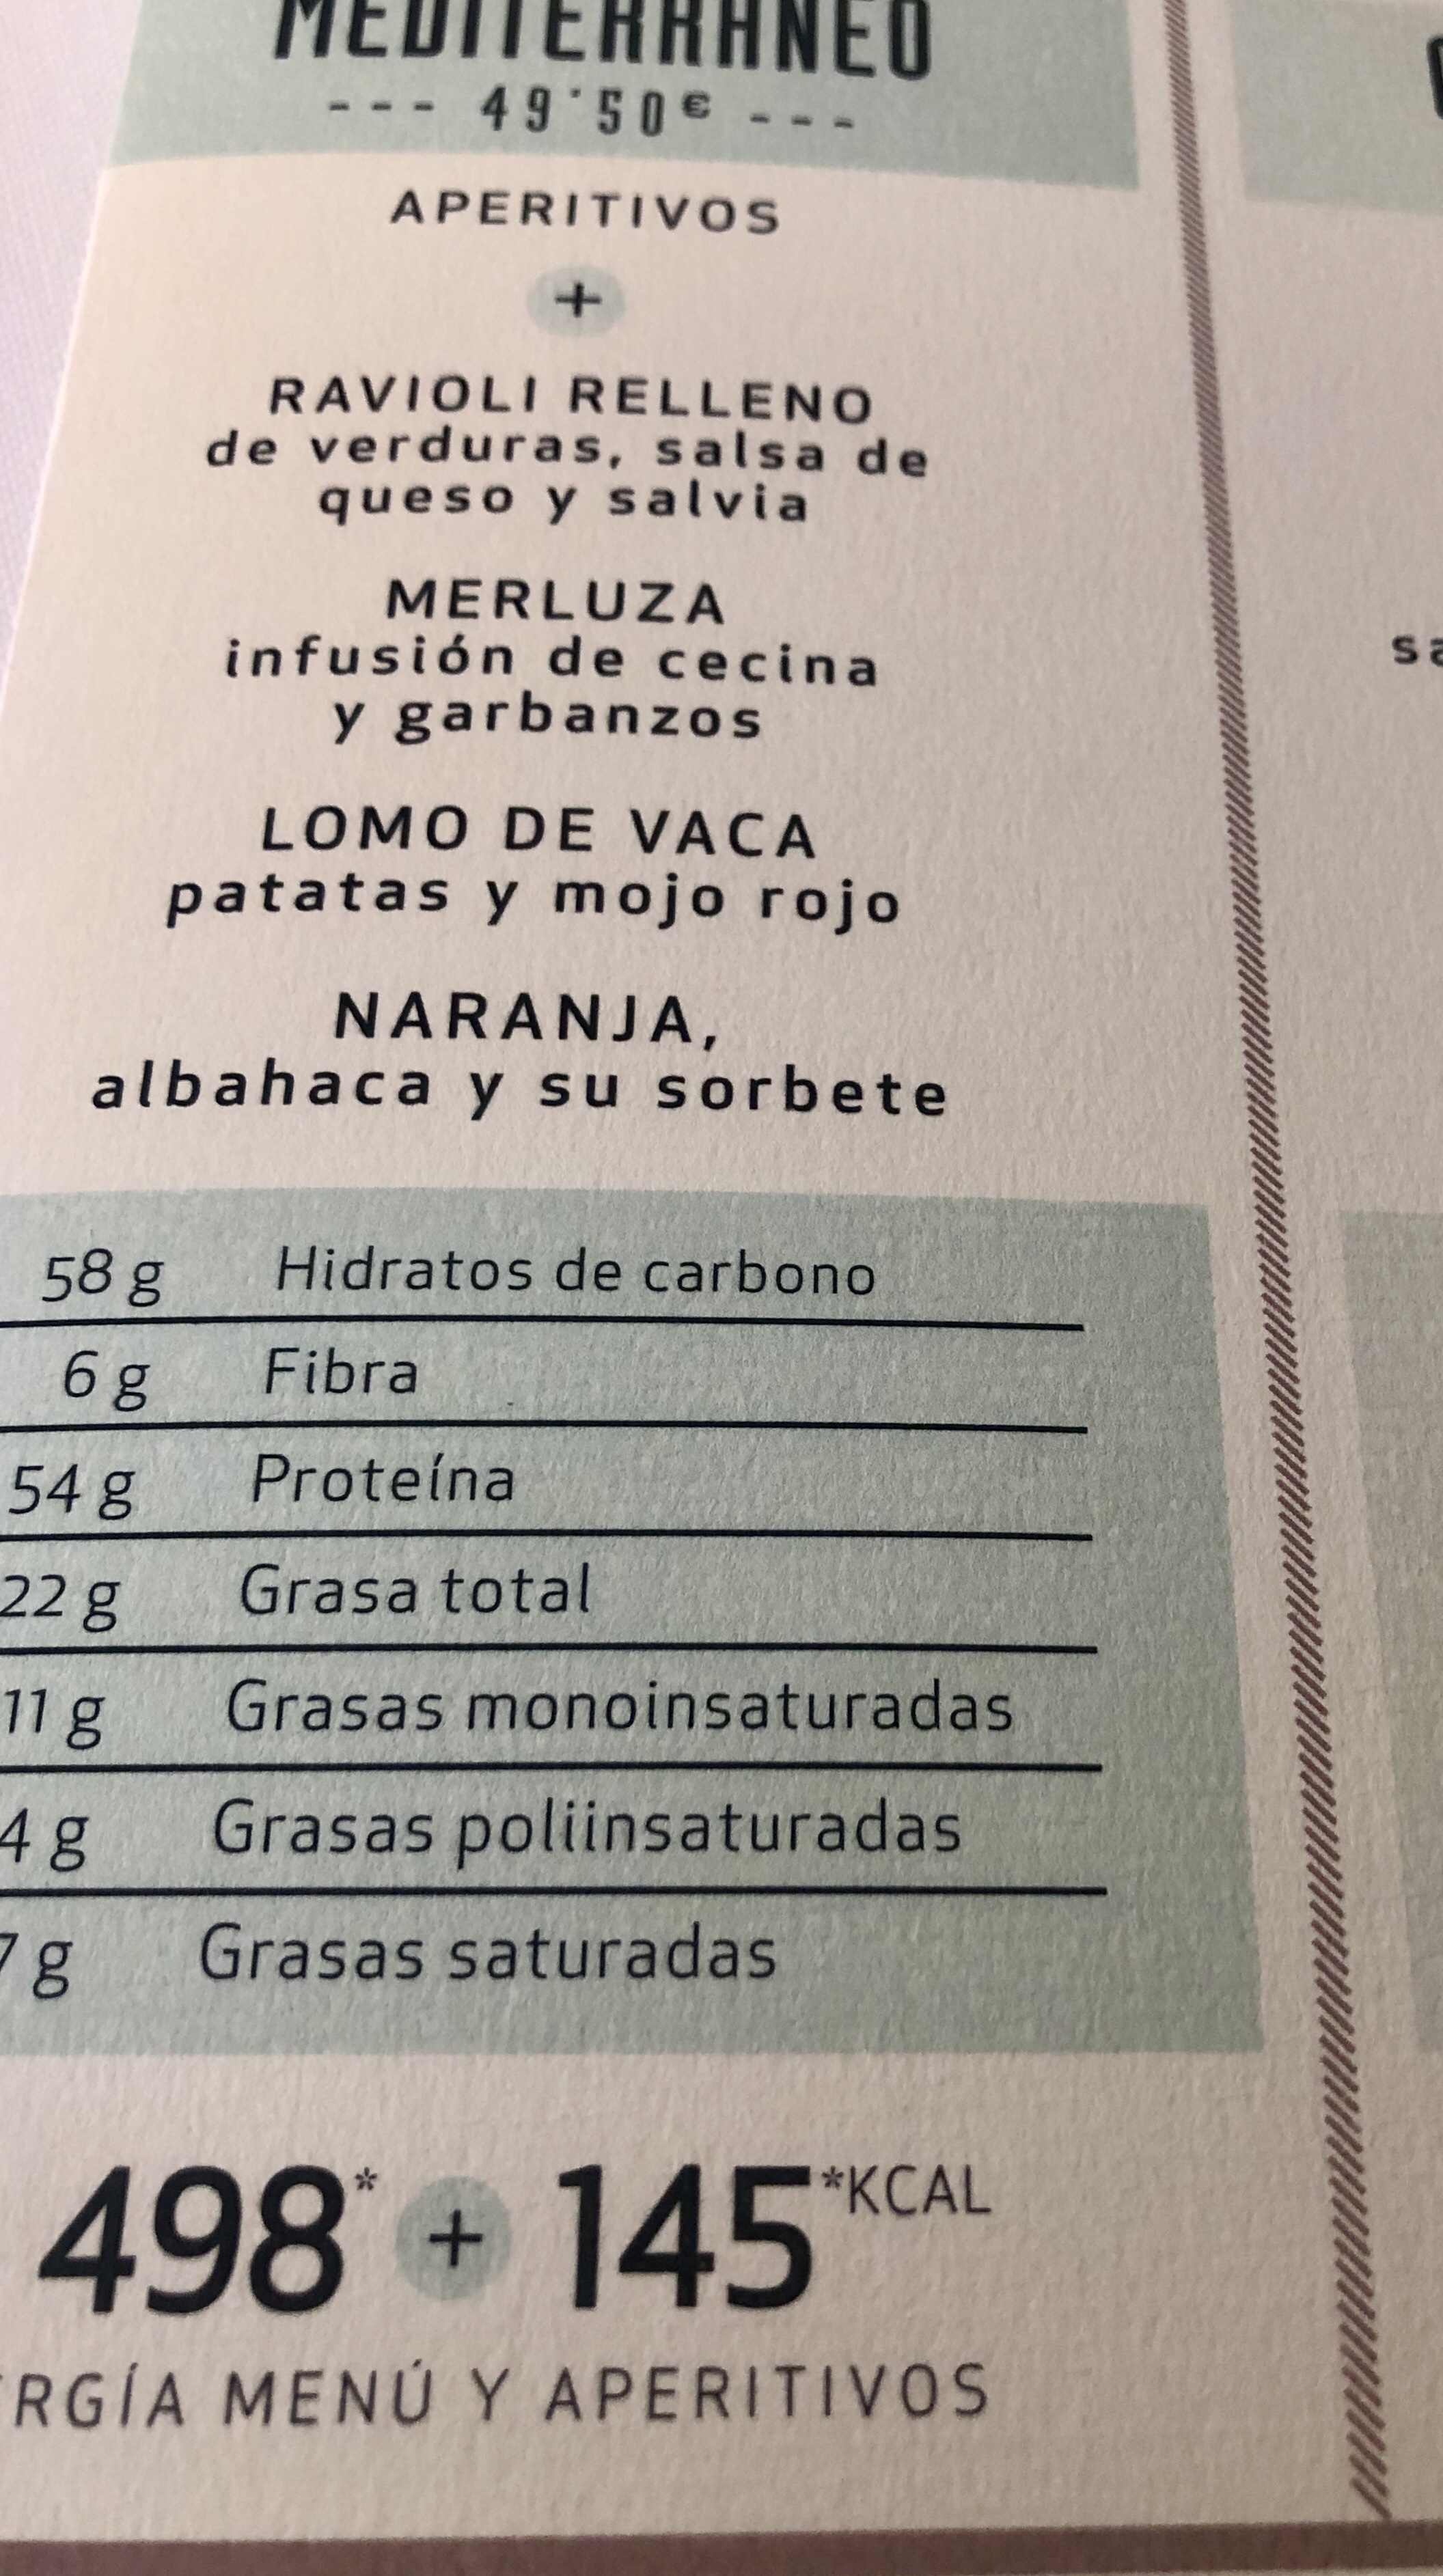 MEDITERRÁNEO
--- 49'50€ ---
APERITIVOS
+
RAVIOLI RELLENO
de verduras, salsa de
queso y salvia
MERLUZA
infusión de cecina
y garbanzos
LOMO DE VACA
patatas y mojo rojo
NARANJA,
albahaca y su sorbete
58 g Hidratos de carbono
6 g Fibra
54 g Proteína
22 g Grasa total
11 g Grasas monoinsaturadas
4 g Grasas poliinsaturadas
7 g Grasas saturadas
498* + 145*KCAL
RGÍA MENÚ Y APERITIVOS